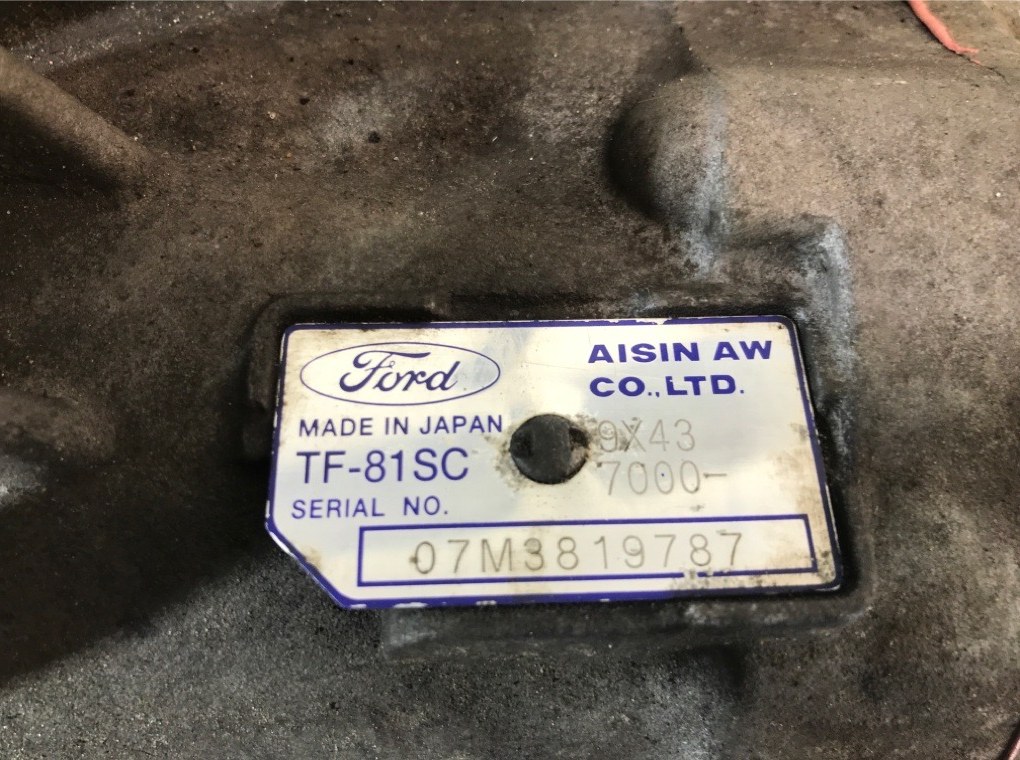 Ford
AISIN AW
CO., LTD.
MADE IN JAPAN
9X43
TF-81SC
7000-
SERIAL NO.
07M3819787